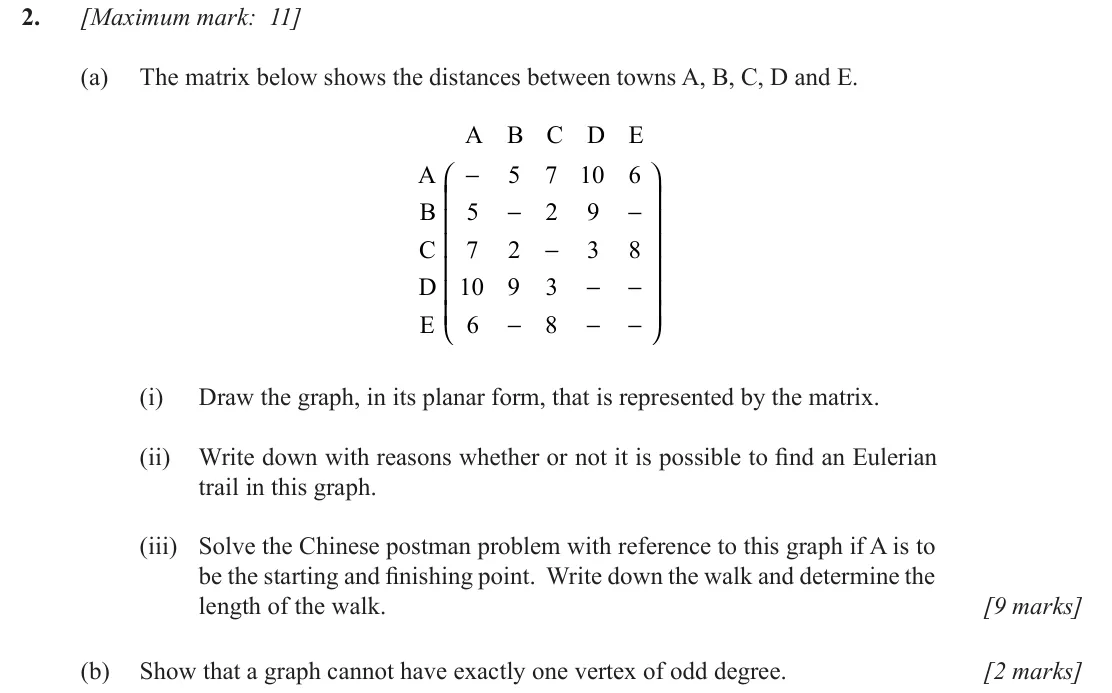 2. [Maximum mark: 11]
(a) The matrix below shows the distances between towns A, B, C, D and E.
A B C D E
A – 5 7 10 6
B 5 – 2 9 –
C 7 2 – 3 8
D 10 9 3 – –
E 6 – 8 – –
(i) Draw the graph, in its planar form, that is represented by the matrix.
(ii) Write down with reasons whether or not it is possible to find an Eulerian
trail in this graph.
(iii) Solve the Chinese postman problem with reference to this graph if A is to
be the starting and finishing point. Write down the walk and determine the
length of the walk. [9 marks]
(b) Show that a graph cannot have exactly one vertex of odd degree. [2 marks]